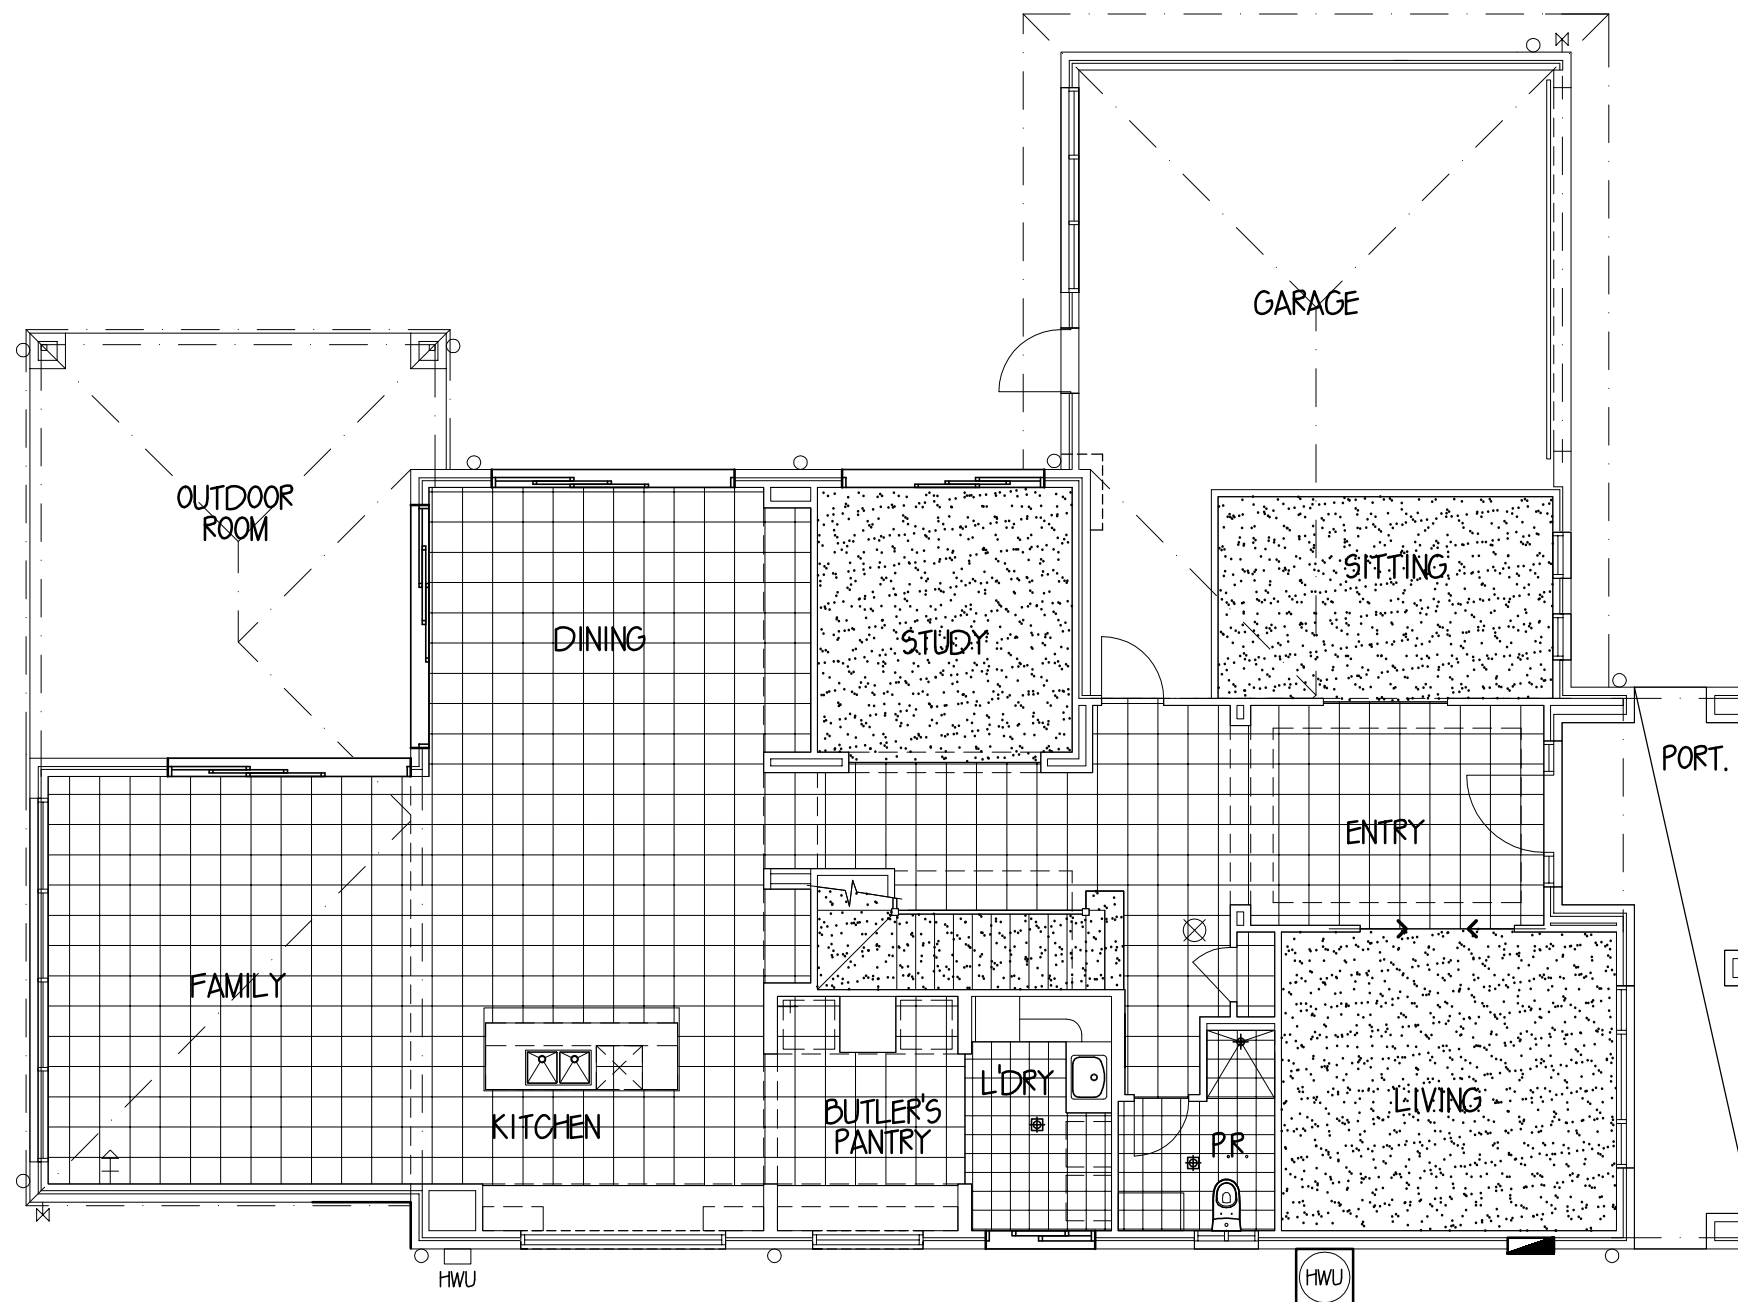 GARAGE
OUTDOOR
ROOM
SITTING
DINING
STUDY
PORT.
ENTRY
FAMILY
L'DRY
LIVING
KITCHEN
BUTLER'S
PANTRY
P.R.
HWU
HWU